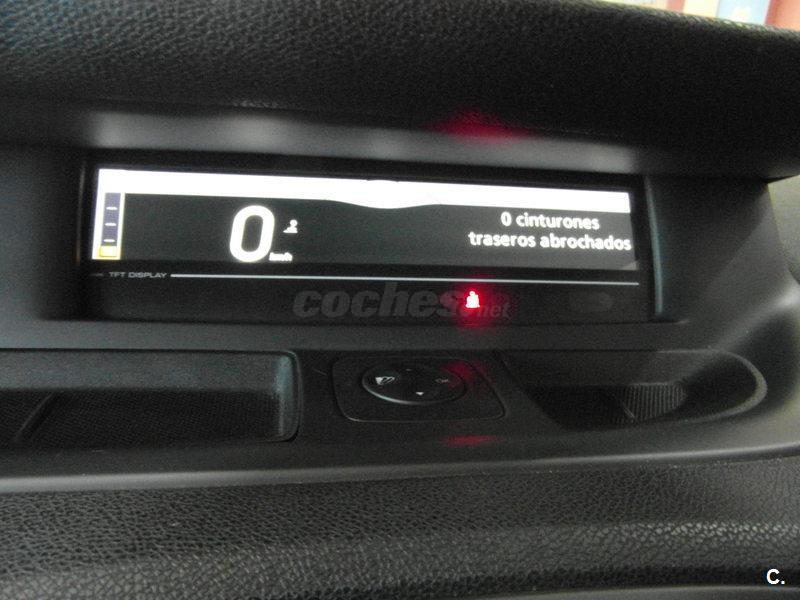 0 cinturones
traseros abrochados
0
km/h
TFT DISPLAY
coches.net
C.